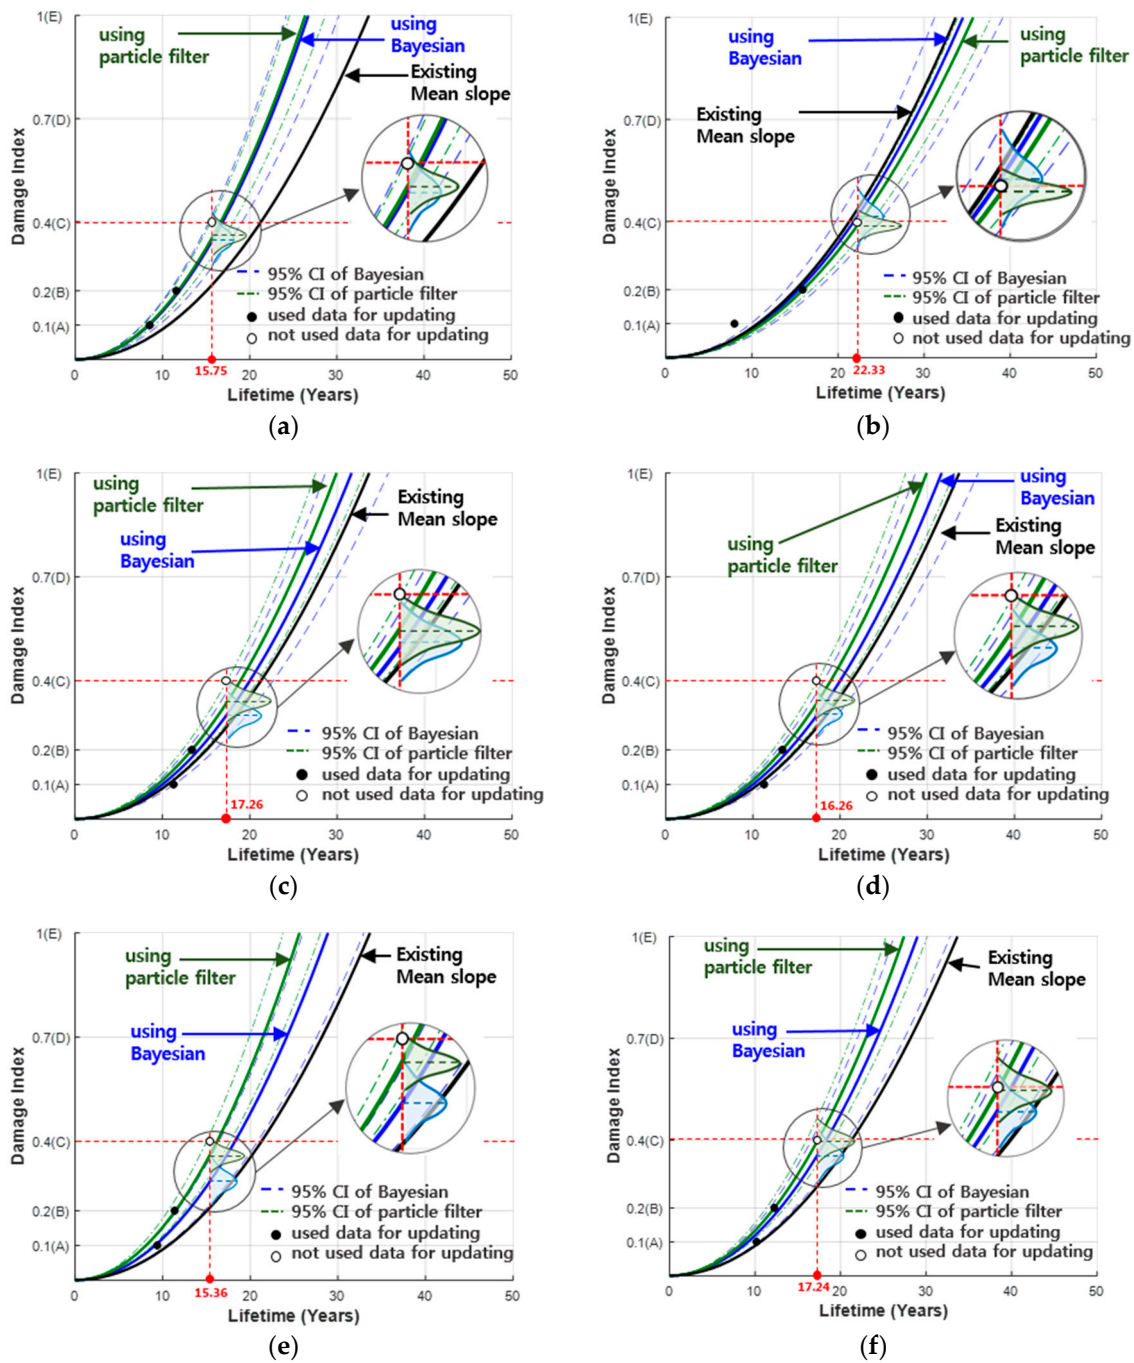 1(E)
using
particle filter
using
Bayesian
Existing
Mean slope
0.7(D)
Damage Index
0.4(C)
0.2(B)
0.1(A)
95% CI of Bayesian
95% CI of particle filter
used data for updating
not used data for updating
15.75
0 10 20 30 40 50
Lifetime (Years)
(a)
1(E)
using
Bayesian
using
particle filter
Existing
Mean slope
0.7(D)
Damage Index
0.4(C)
0.2(B)
0.1(A)
95% CI of Bayesian
95% CI of particle filter
used data for updating
not used data for updating
22.33
0 10 20 30 40 50
Lifetime (Years)
(b)
1(E)
using
particle filter
Existing
Mean slope
using
Bayesian
0.7(D)
Damage Index
0.4(C)
0.2(B)
0.1(A)
95% CI of Bayesian
95% CI of particle filter
used data for updating
not used data for updating
17.26
0 10 20 30 40 50
Lifetime (Years)
(c)
1(E)
using
Bayesian
Existing
Mean slope
using
particle filter
0.7(D)
Damage Index
0.4(C)
0.2(B)
0.1(A)
95% CI of Bayesian
95% CI of particle filter
used data for updating
not used data for updating
16.26
0 10 20 30 40 50
Lifetime (Years)
(d)
1(E)
using
particle filter
Existing
Mean slope
using
Bayesian
0.7(D)
Damage Index
0.4(C)
0.2(B)
0.1(A)
95% CI of Bayesian
95% CI of particle filter
used data for updating
not used data for updating
15.36
0 10 20 30 40 50
Lifetime (Years)
(e)
1(E)
using
particle filter
Existing
Mean slope
using
Bayesian
0.7(D)
Damage Index
0.4(C)
0.2(B)
0.1(A)
95% CI of Bayesian
95% CI of particle filter
used data for updating
not used data for updating
17.24
0 10 20 30 40 50
Lifetime (Years)
(f)